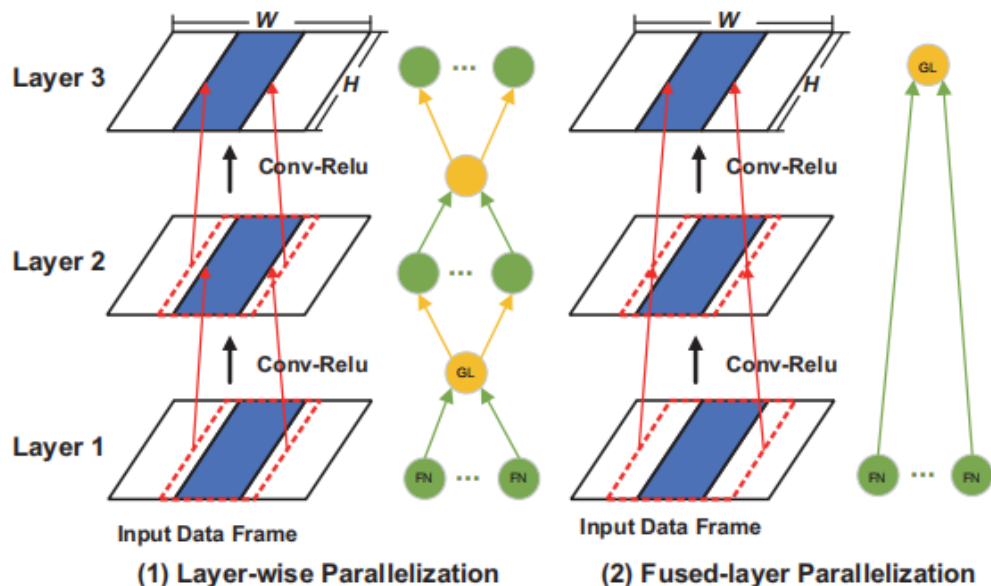 W
W
Layer 3
H
...
H
GL
Conv-Relu
Conv-Relu
Layer 2
...
Conv-Relu
GL
Conv-Relu
Layer 1
FN ... FN
FN ... FN
Input Data Frame
Input Data Frame
(1) Layer-wise Parallelization
(2) Fused-layer Parallelization